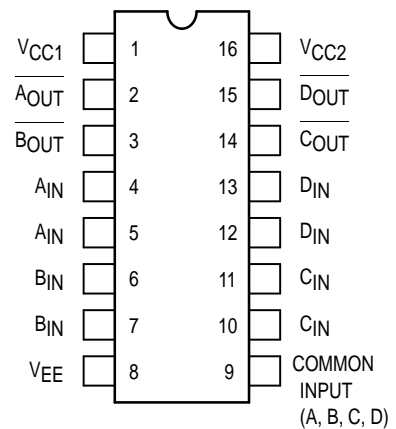 VCC1 1 16 VCC2
AOUT 2 15 DOUT
BOUT 3 14 COUT
AIN 4 13 DIN
AIN 5 12 DIN
BIN 6 11 CIN
BIN 7 10 CIN
VEE 8 9 COMMON
INPUT
(A, B, C, D)